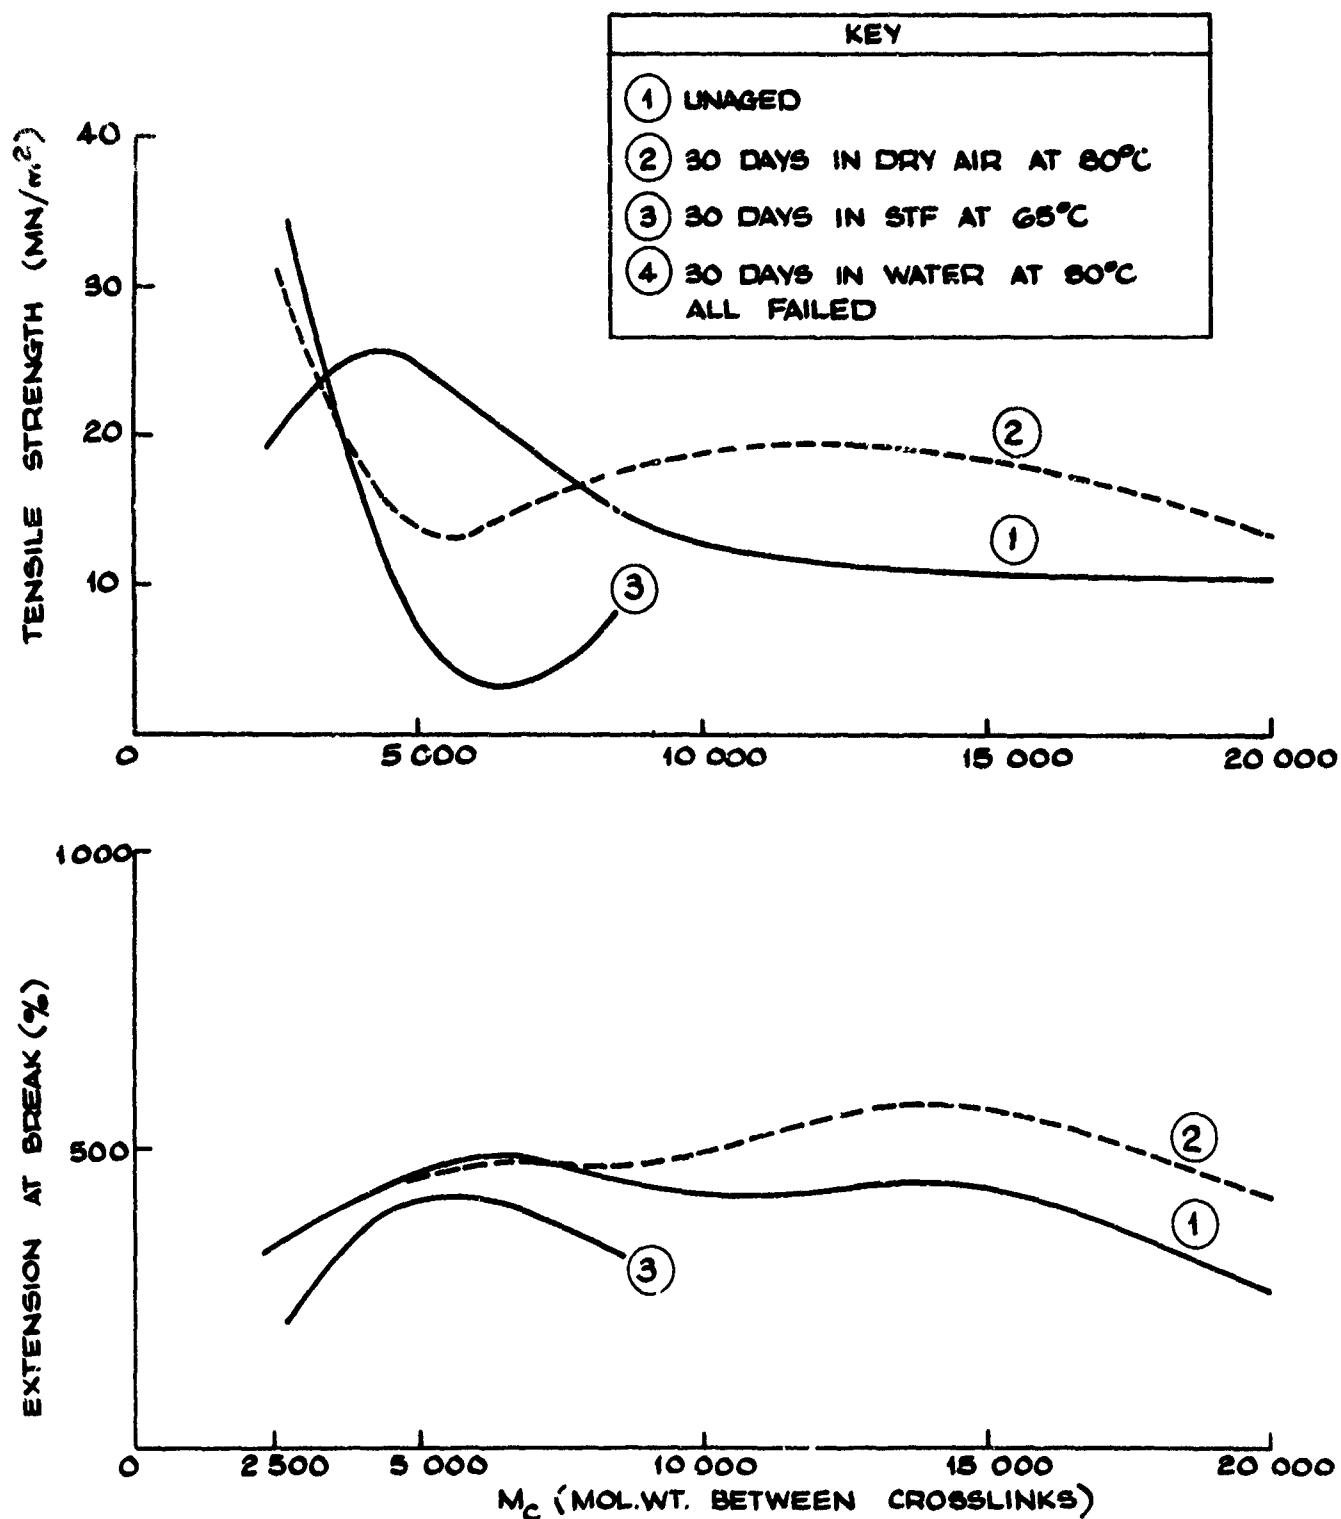 KEY
1 UNAGED
2 30 DAYS IN DRY AIR AT 80°C
3 30 DAYS IN STF AT 65°C
4 30 DAYS IN WATER AT 80°C
ALL FAILED
TENSILE STRENGTH (MN/m²)
40
30
20
10
2
1
3
0 5 000 10 000 15 000 20 000
EXTENSION AT BREAK (%)
1000
500
2
1
3
0 2 500 5 000 10 000 15 000 20 000
Mc (MOL.WT. BETWEEN CROSSLINKS)